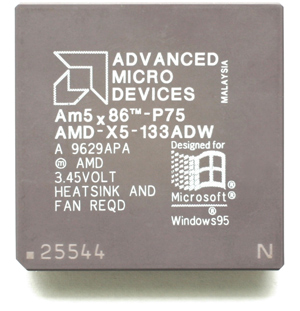 ADVANCED
MICRO
DEVICES
MALAYSIA
Am5x86™-P75
AMD-X5-133ADW
A 9629APA
Ⓜ AMD
3.45VOLT
HEATSINK AND
FAN REQD
Designed for
Microsoft®
®
Windows95
25544
N